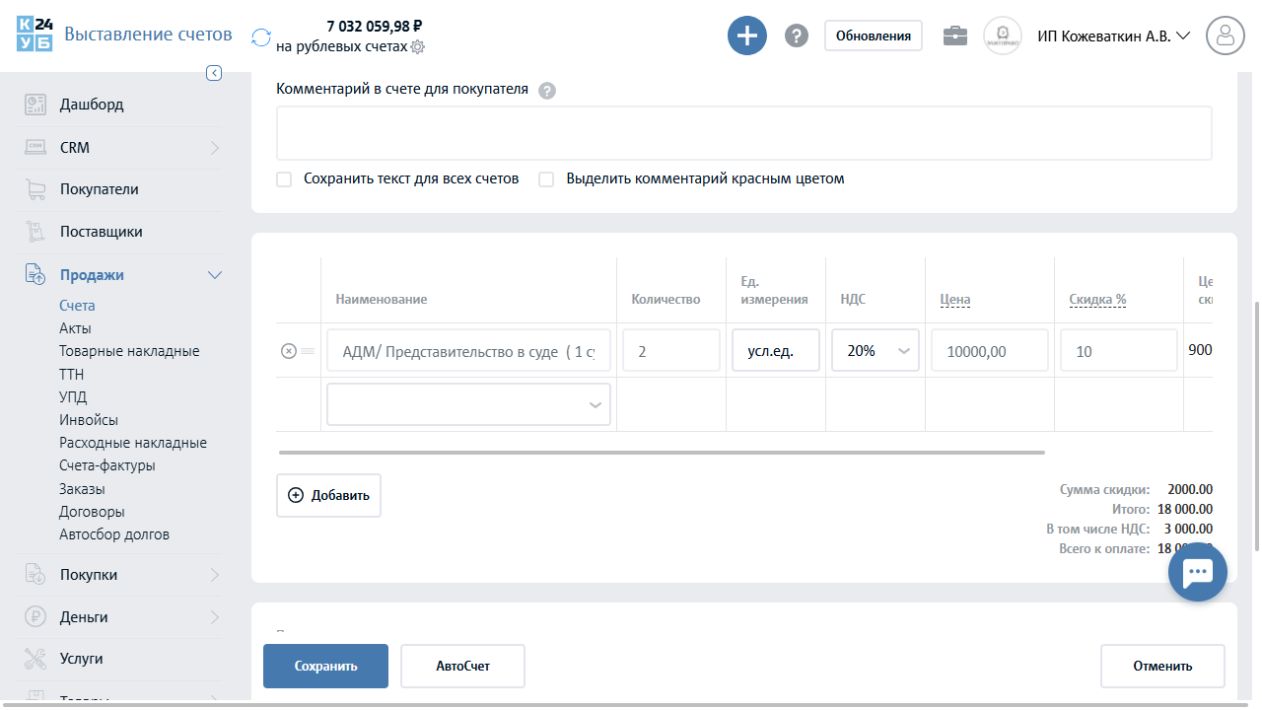 К 24
У Б
Выставление счетов
7 032 059,98 ₽
на рублевых счетах
Обновления
ИП Кожеваткин А.В.
Дашборд
CRM
Покупатели
Поставщики
Продажи
Счета
Акты
Товарные накладные
ТТН
УПД
Инвойсы
Расходные накладные
Счета-фактуры
Заказы
Договоры
Автосбор долгов
Покупки
Деньги
Услуги
Комментарий в счете для покупателя ?
Сохранить текст для всех счетов
Выделить комментарий красным цветом
Наименование
Количество
Ед.
измерения
НДС
Цена
Скидка %
АДМ/ Представительство в суде ( 1
2
усл.ед.
20%
10000,00
10
900
Добавить
Сумма скидки: 2000.00
Итого: 18 000.00
В том числе НДС: 3 000.00
Всего к оплате: 18
Сохранить
АвтоСчет
Отменить